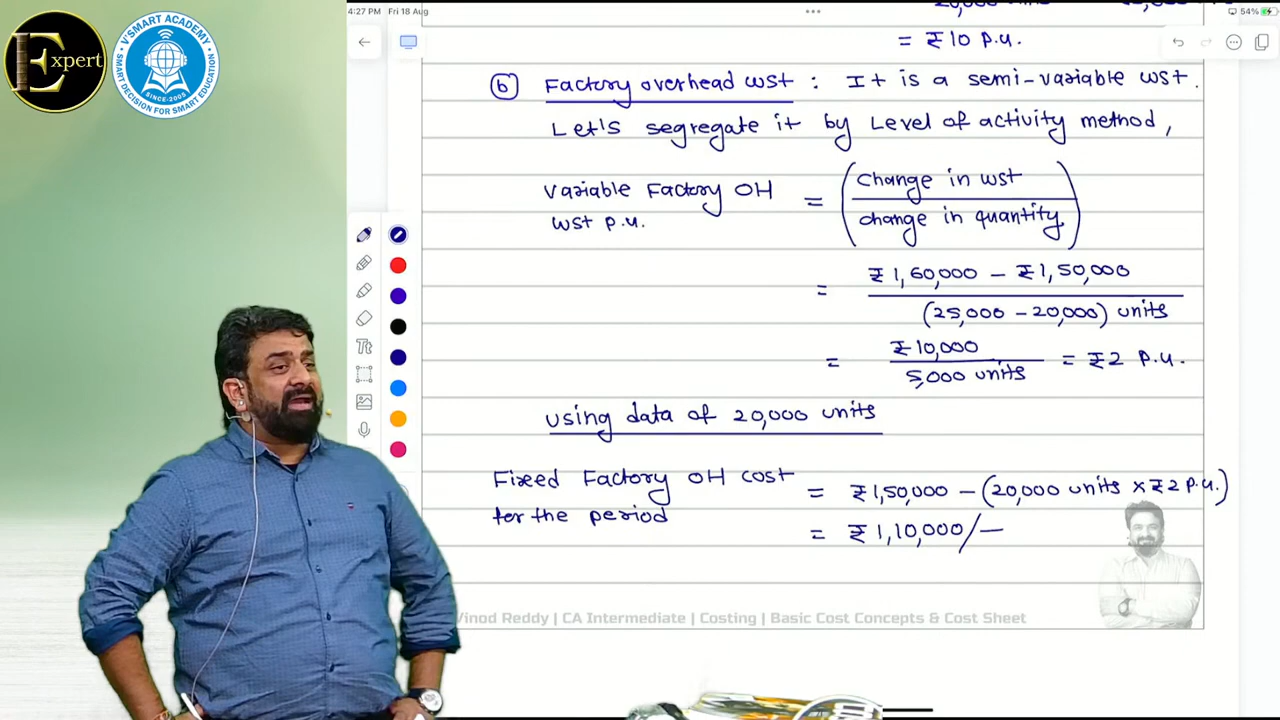 4:27 PM Fri 18 Aug
54%
= ₹10 p.u.
Expert
V'SMART ACADEMY
SMART DECISION FOR SMART EDUCATION
SINCE-2005
(b) Factory overhead cost : It is a semi-variable cost.
Let's segregate it by Level of activity method,
variable Factory OH cost p.u. = (change in cost / change in quantity)
= ₹1,60,000 - ₹1,50,000
(25,000 - 20,000) units
= ₹10,000 / 5,000 units = ₹2 p.u.
using data of 20,000 units
Fixed Factory OH cost for the period = ₹1,50,000 - (20,000 units × ₹2 p.u.)
= ₹1,10,000/-
Tt
Vinod Reddy | CA Intermediate | Costing | Basic Cost Concepts & Cost Sheet